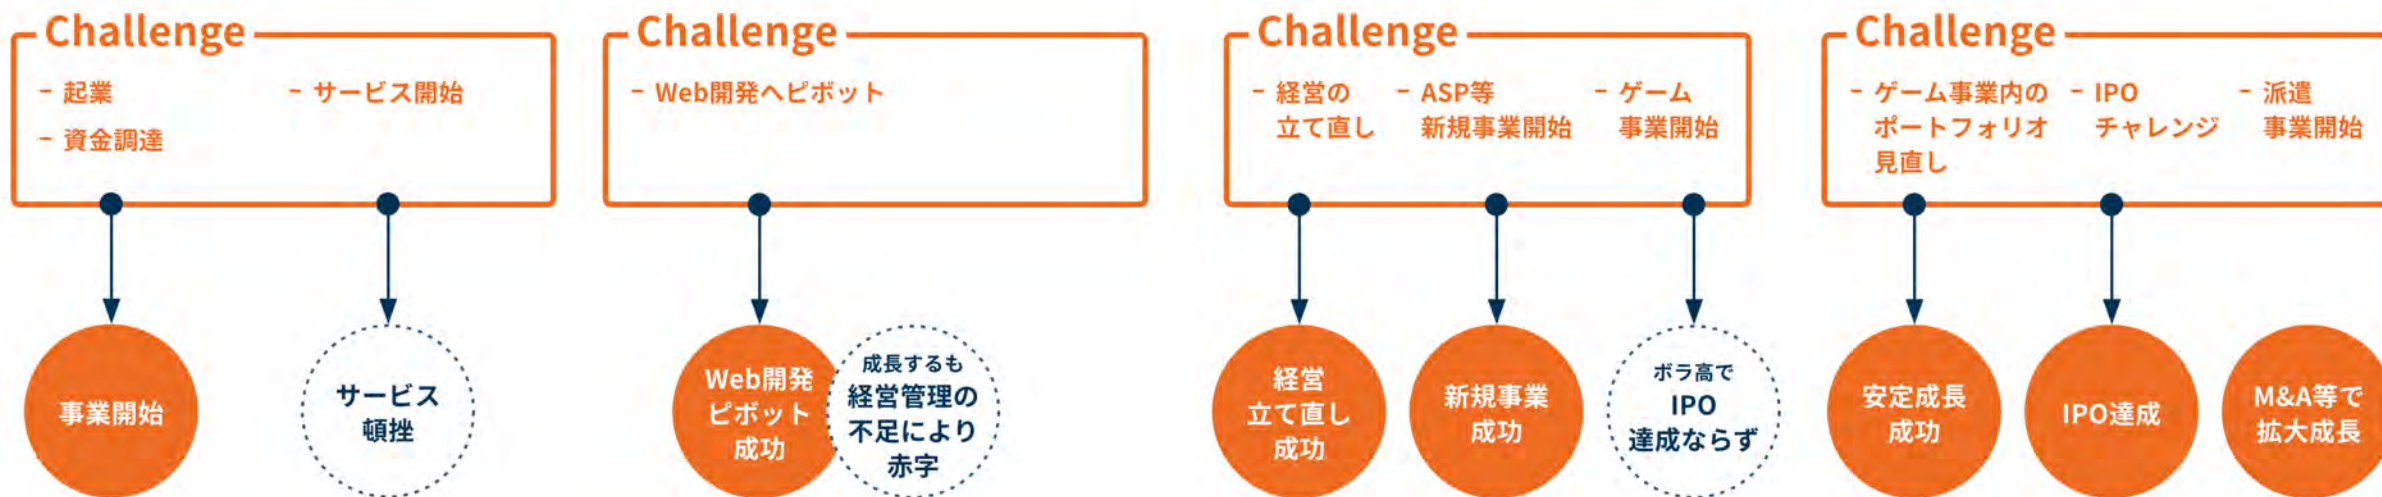 Challenge
- 起業
- 資金調達
- サービス開始
事業開始
サービス
頓挫
Challenge
- Web開発へピボット
Web開発
ピボット
成功
成長するも
経営管理の
不足により
赤字
Challenge
- 経営の
立て直し
- ASP等
新規事業開始
- ゲーム
事業開始
経営
立て直し
成功
新規事業
成功
ボラ高で
IPO
達成ならず
Challenge
- ゲーム事業内の
ポートフォリオ
見直し
- IPO
チャレンジ
- 派遣
事業開始
安定成長
成功
IPO達成
M&A等で
拡大成長